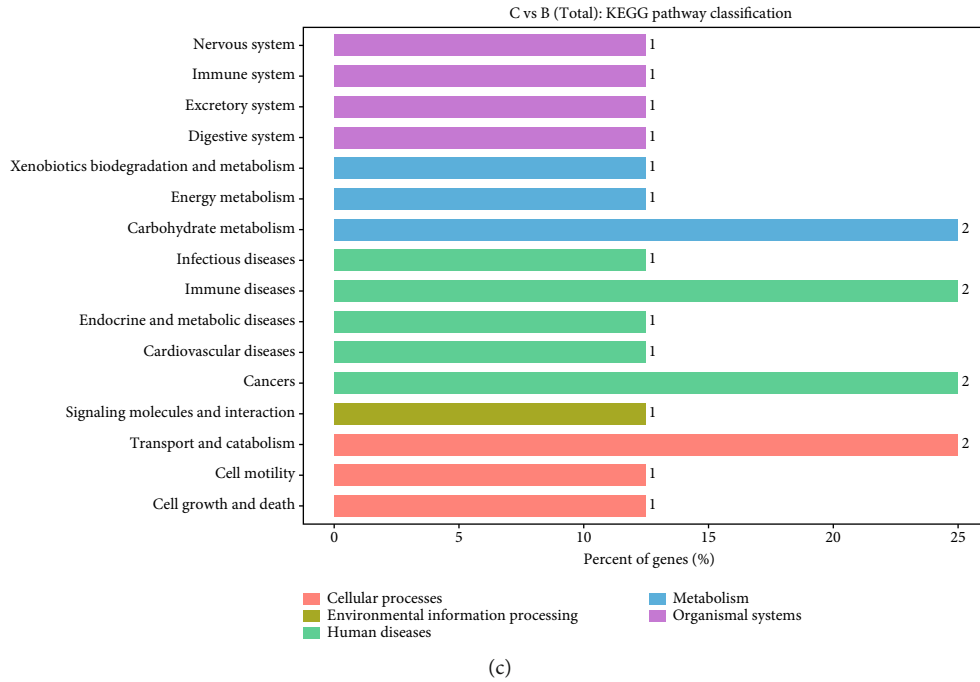 C vs B (Total): KEGG pathway classification
Nervous system 1
Immune system 1
Excretory system 1
Digestive system 1
Xenobiotics biodegradation and metabolism 1
Energy metabolism 1
Carbohydrate metabolism 2
Infectious diseases 1
Immune diseases 2
Endocrine and metabolic diseases 1
Cardiovascular diseases 1
Cancers 2
Signaling molecules and interaction 1
Transport and catabolism 2
Cell motility 1
Cell growth and death 1
0 5 10 15 20 25
Percent of genes (%)
Cellular processes
Environmental information processing
Human diseases
Metabolism
Organismal systems
(c)